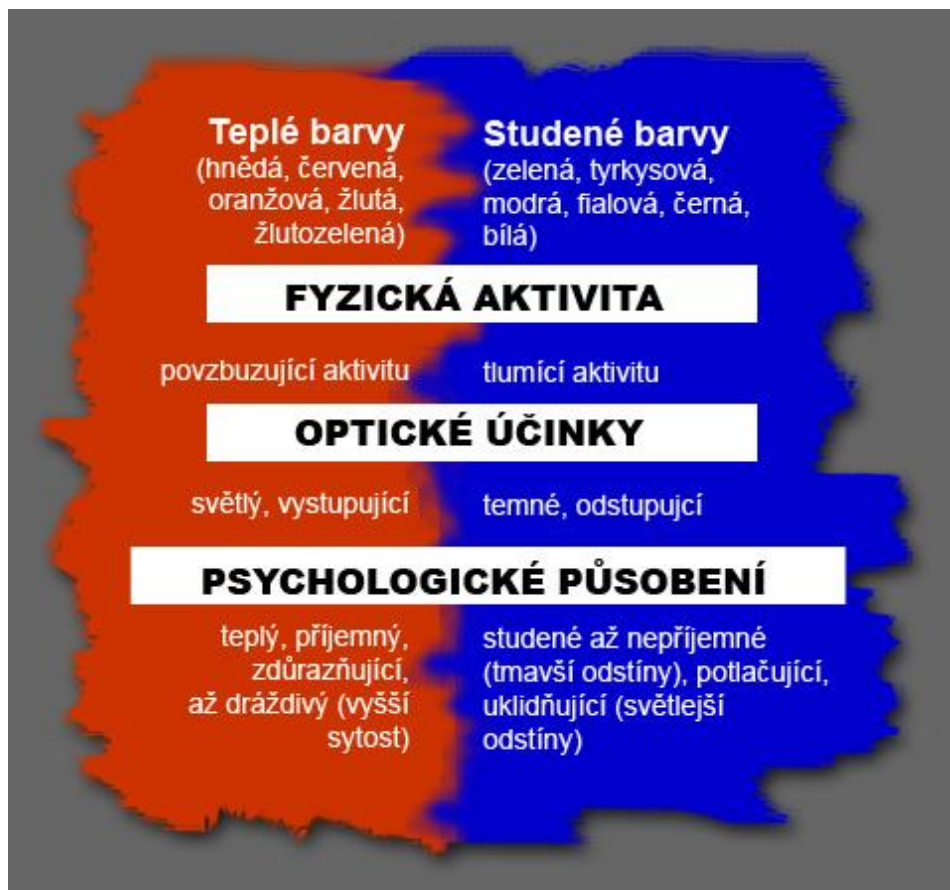 Teplé barvy
(hnědá, červená,
oranžová, žlutá,
žlutozelená)
Studené barvy
(zelená, tyrkysová,
modrá, fialová, černá,
bílá)
FYZICKÁ AKTIVITA
povzbuzující aktivitu
tlumící aktivitu
OPTICKÉ ÚČINKY
světlý, vystupující
temné, odstupujcí
PSYCHOLOGICKÉ PŮSOBENÍ
teplý, příjemný,
zdůrazňující,
až dráždivý (vyšší
sytost)
studené až nepříjemné
(tmavší odstíny), potlačující,
uklidňující (světlejší
odstíny)